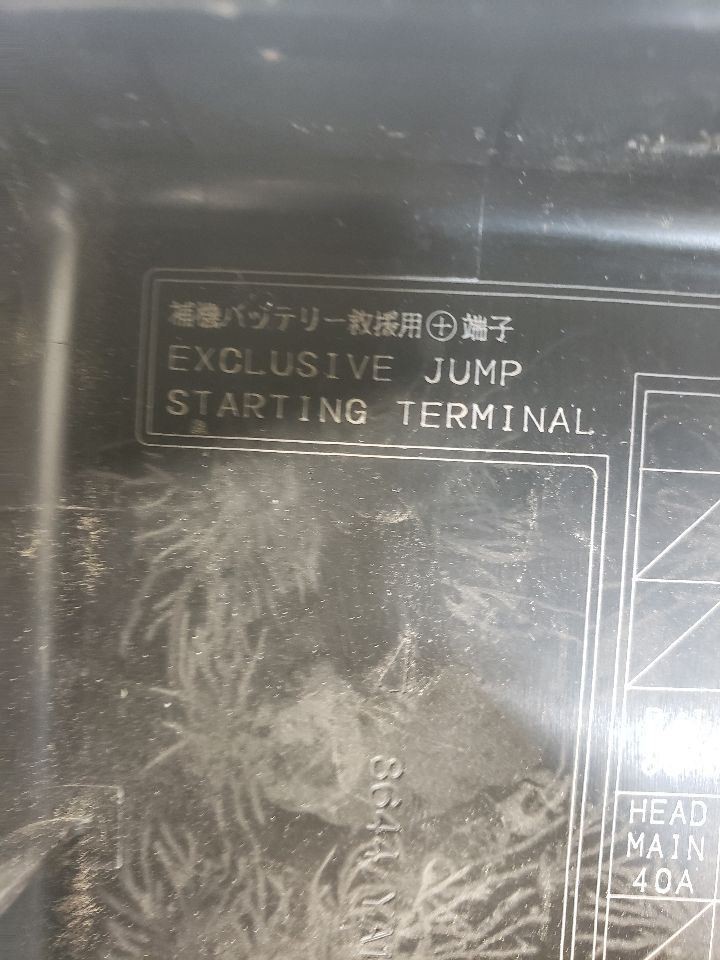 補機バッテリー救援用⊕端子
EXCLUSIVE JUMP
STARTING TERMINAL
HEAD
MAIN
40A